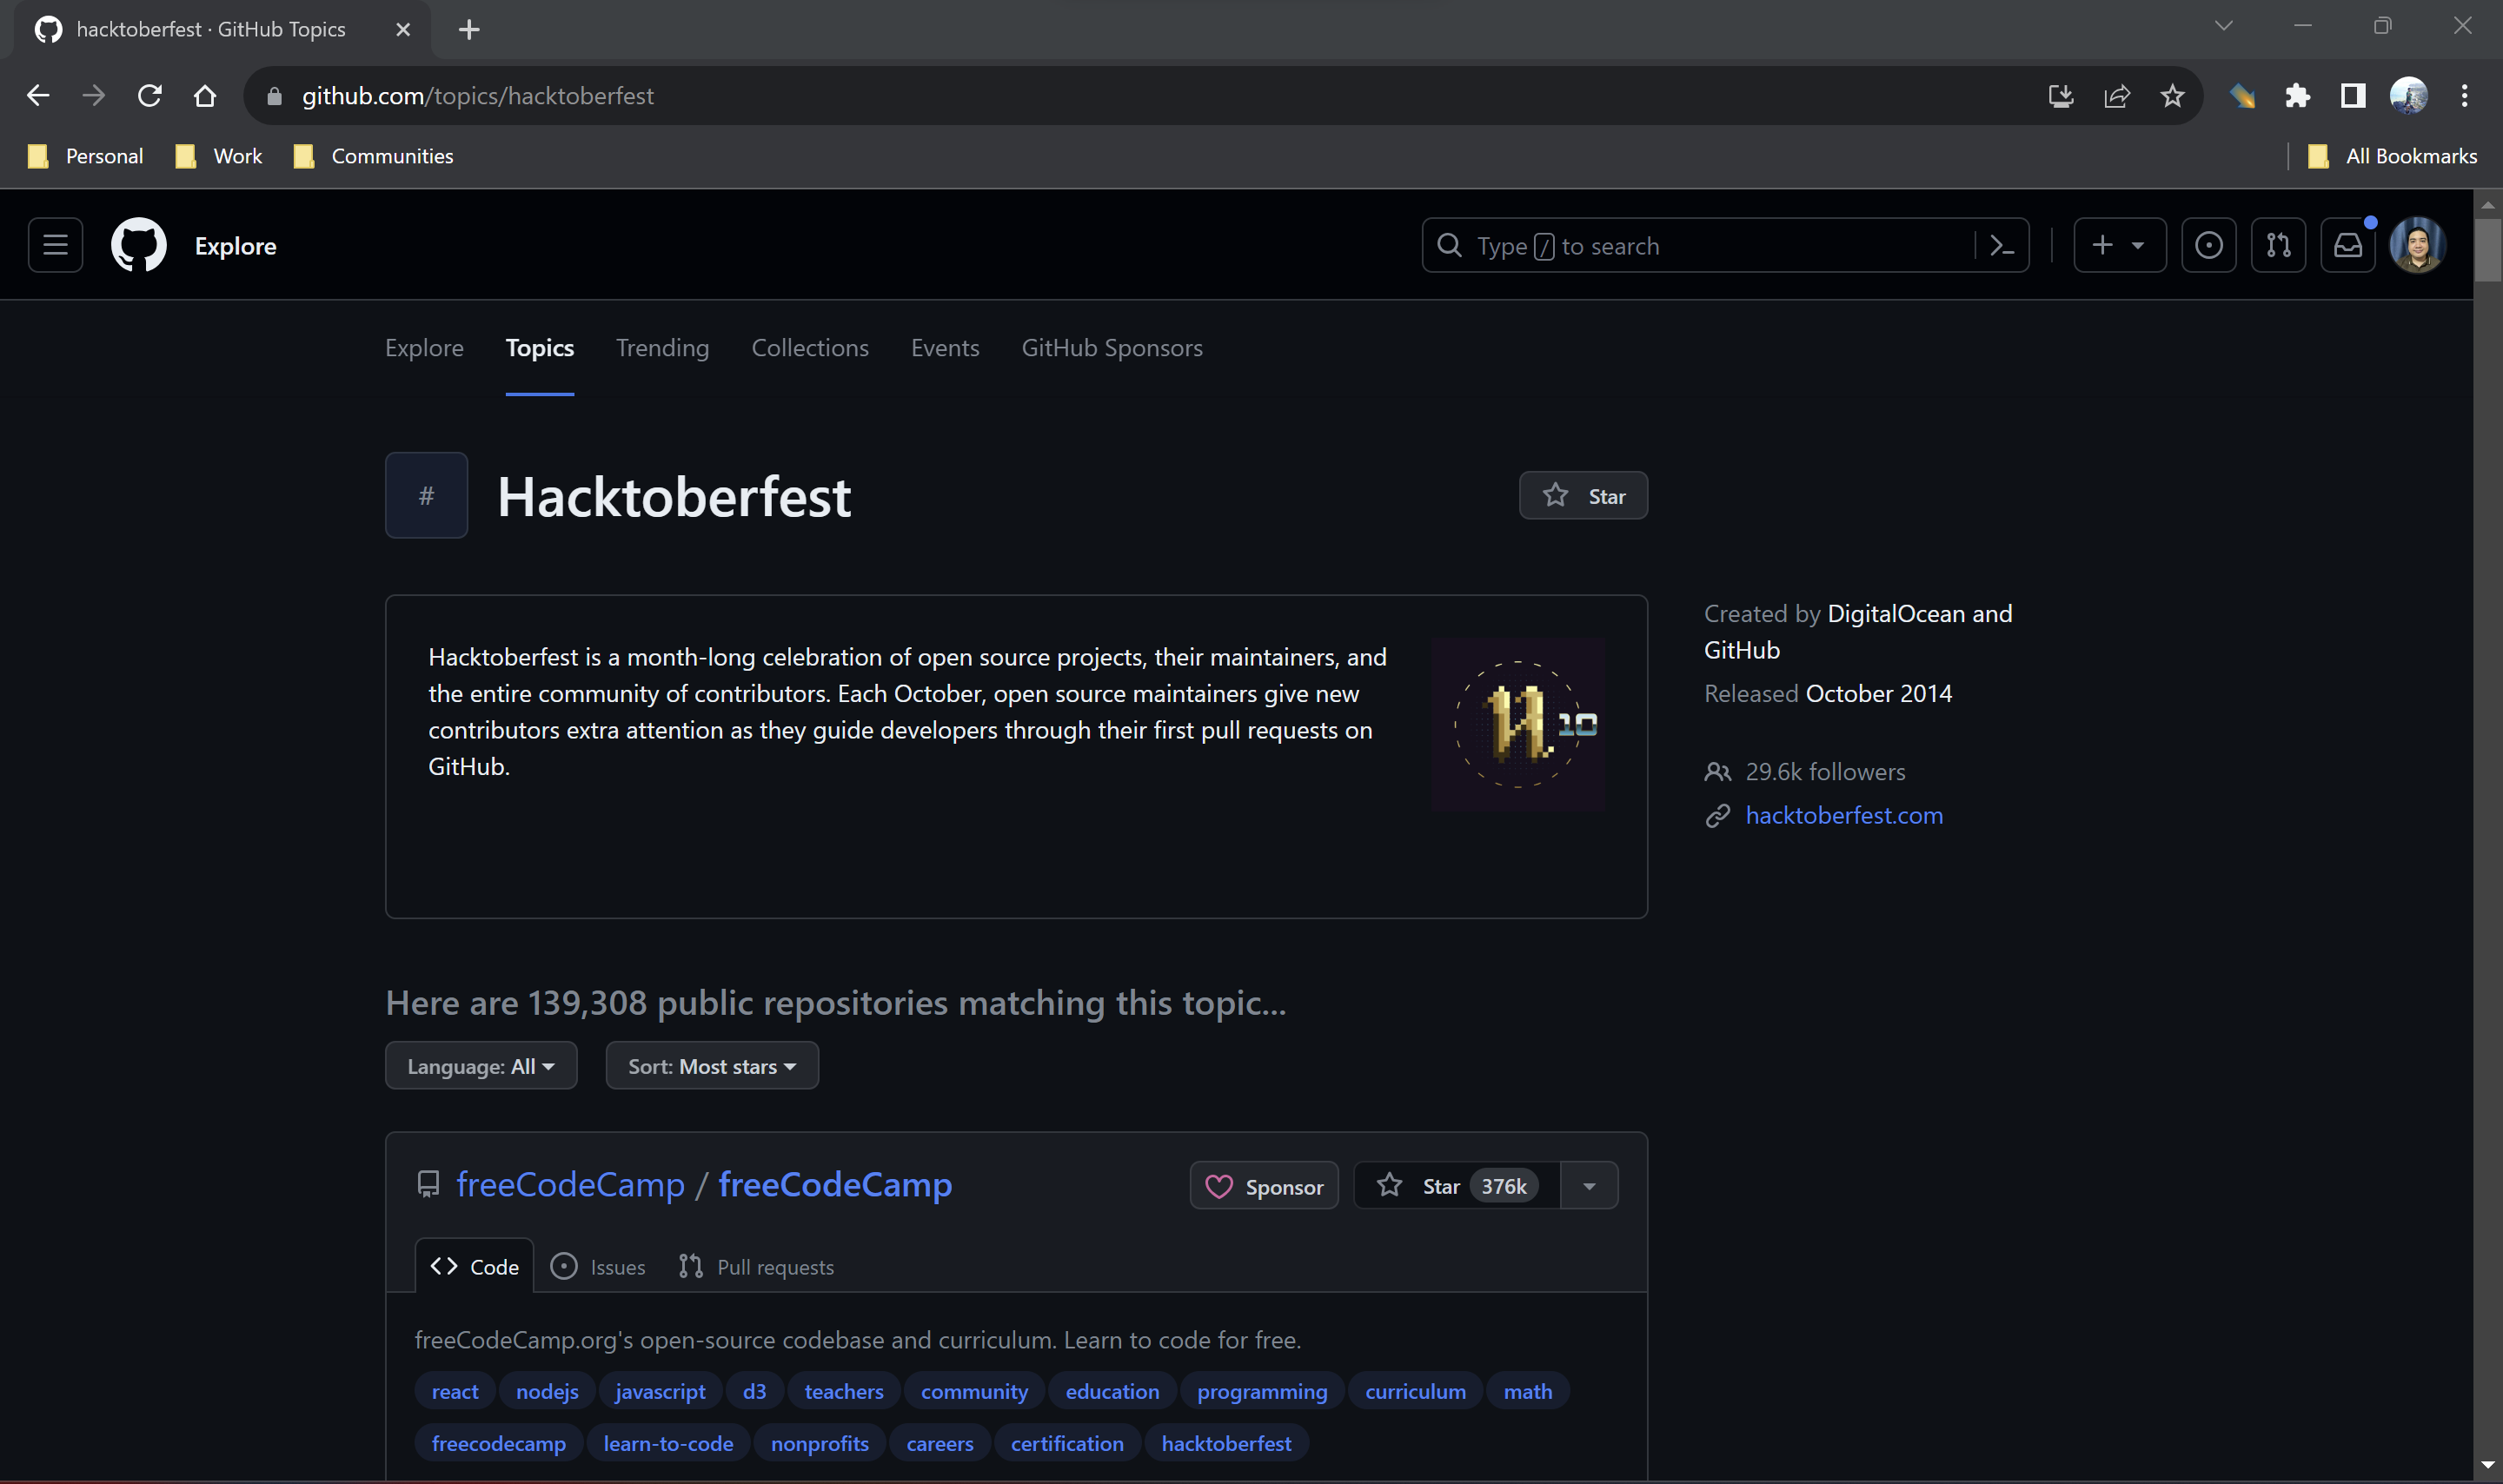 hacktoberfest · GitHub Topics
github.com/topics/hacktoberfest
Personal Work Communities All Bookmarks
Explore Type / to search
Explore Topics Trending Collections Events GitHub Sponsors
# Hacktoberfest Star
Hacktoberfest is a month-long celebration of open source projects, their maintainers, and
the entire community of contributors. Each October, open source maintainers give new
contributors extra attention as they guide developers through their first pull requests on
GitHub.
H.10
Created by DigitalOcean and
GitHub
Released October 2014
29.6k followers
hacktoberfest.com
Here are 139,308 public repositories matching this topic...
Language: All Sort: Most stars
freeCodeCamp / freeCodeCamp Sponsor Star 376k
Code Issues Pull requests
freeCodeCamp.org's open-source codebase and curriculum. Learn to code for free.
react nodejs javascript d3 teachers community education programming curriculum math
freecodecamp learn-to-code nonprofits careers certification hacktoberfest